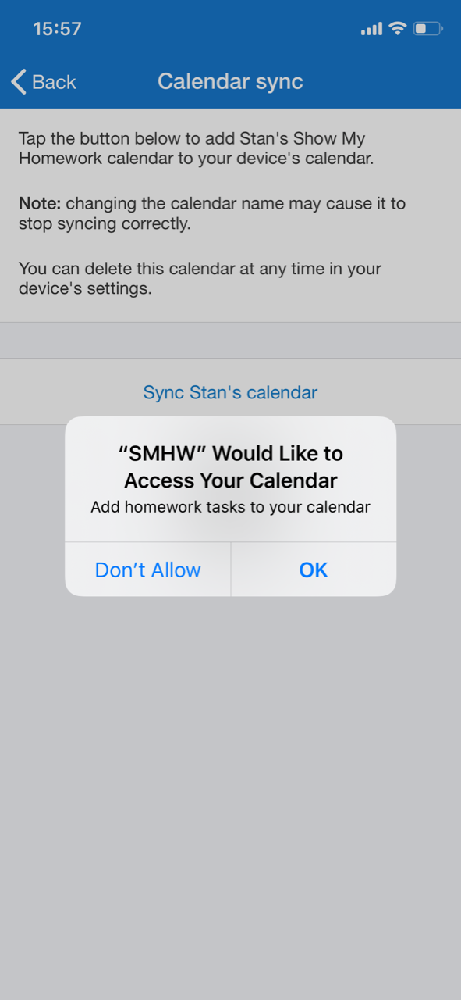 15:57
Back
Calendar sync
Tap the button below to add Stan's Show My
Homework calendar to your device's calendar.
Note: changing the calendar name may cause it to
stop syncing correctly.
You can delete this calendar at any time in your
device's settings.
Sync Stan's calendar
“SMHW” Would Like to
Access Your Calendar
Add homework tasks to your calendar
Don’t Allow
OK